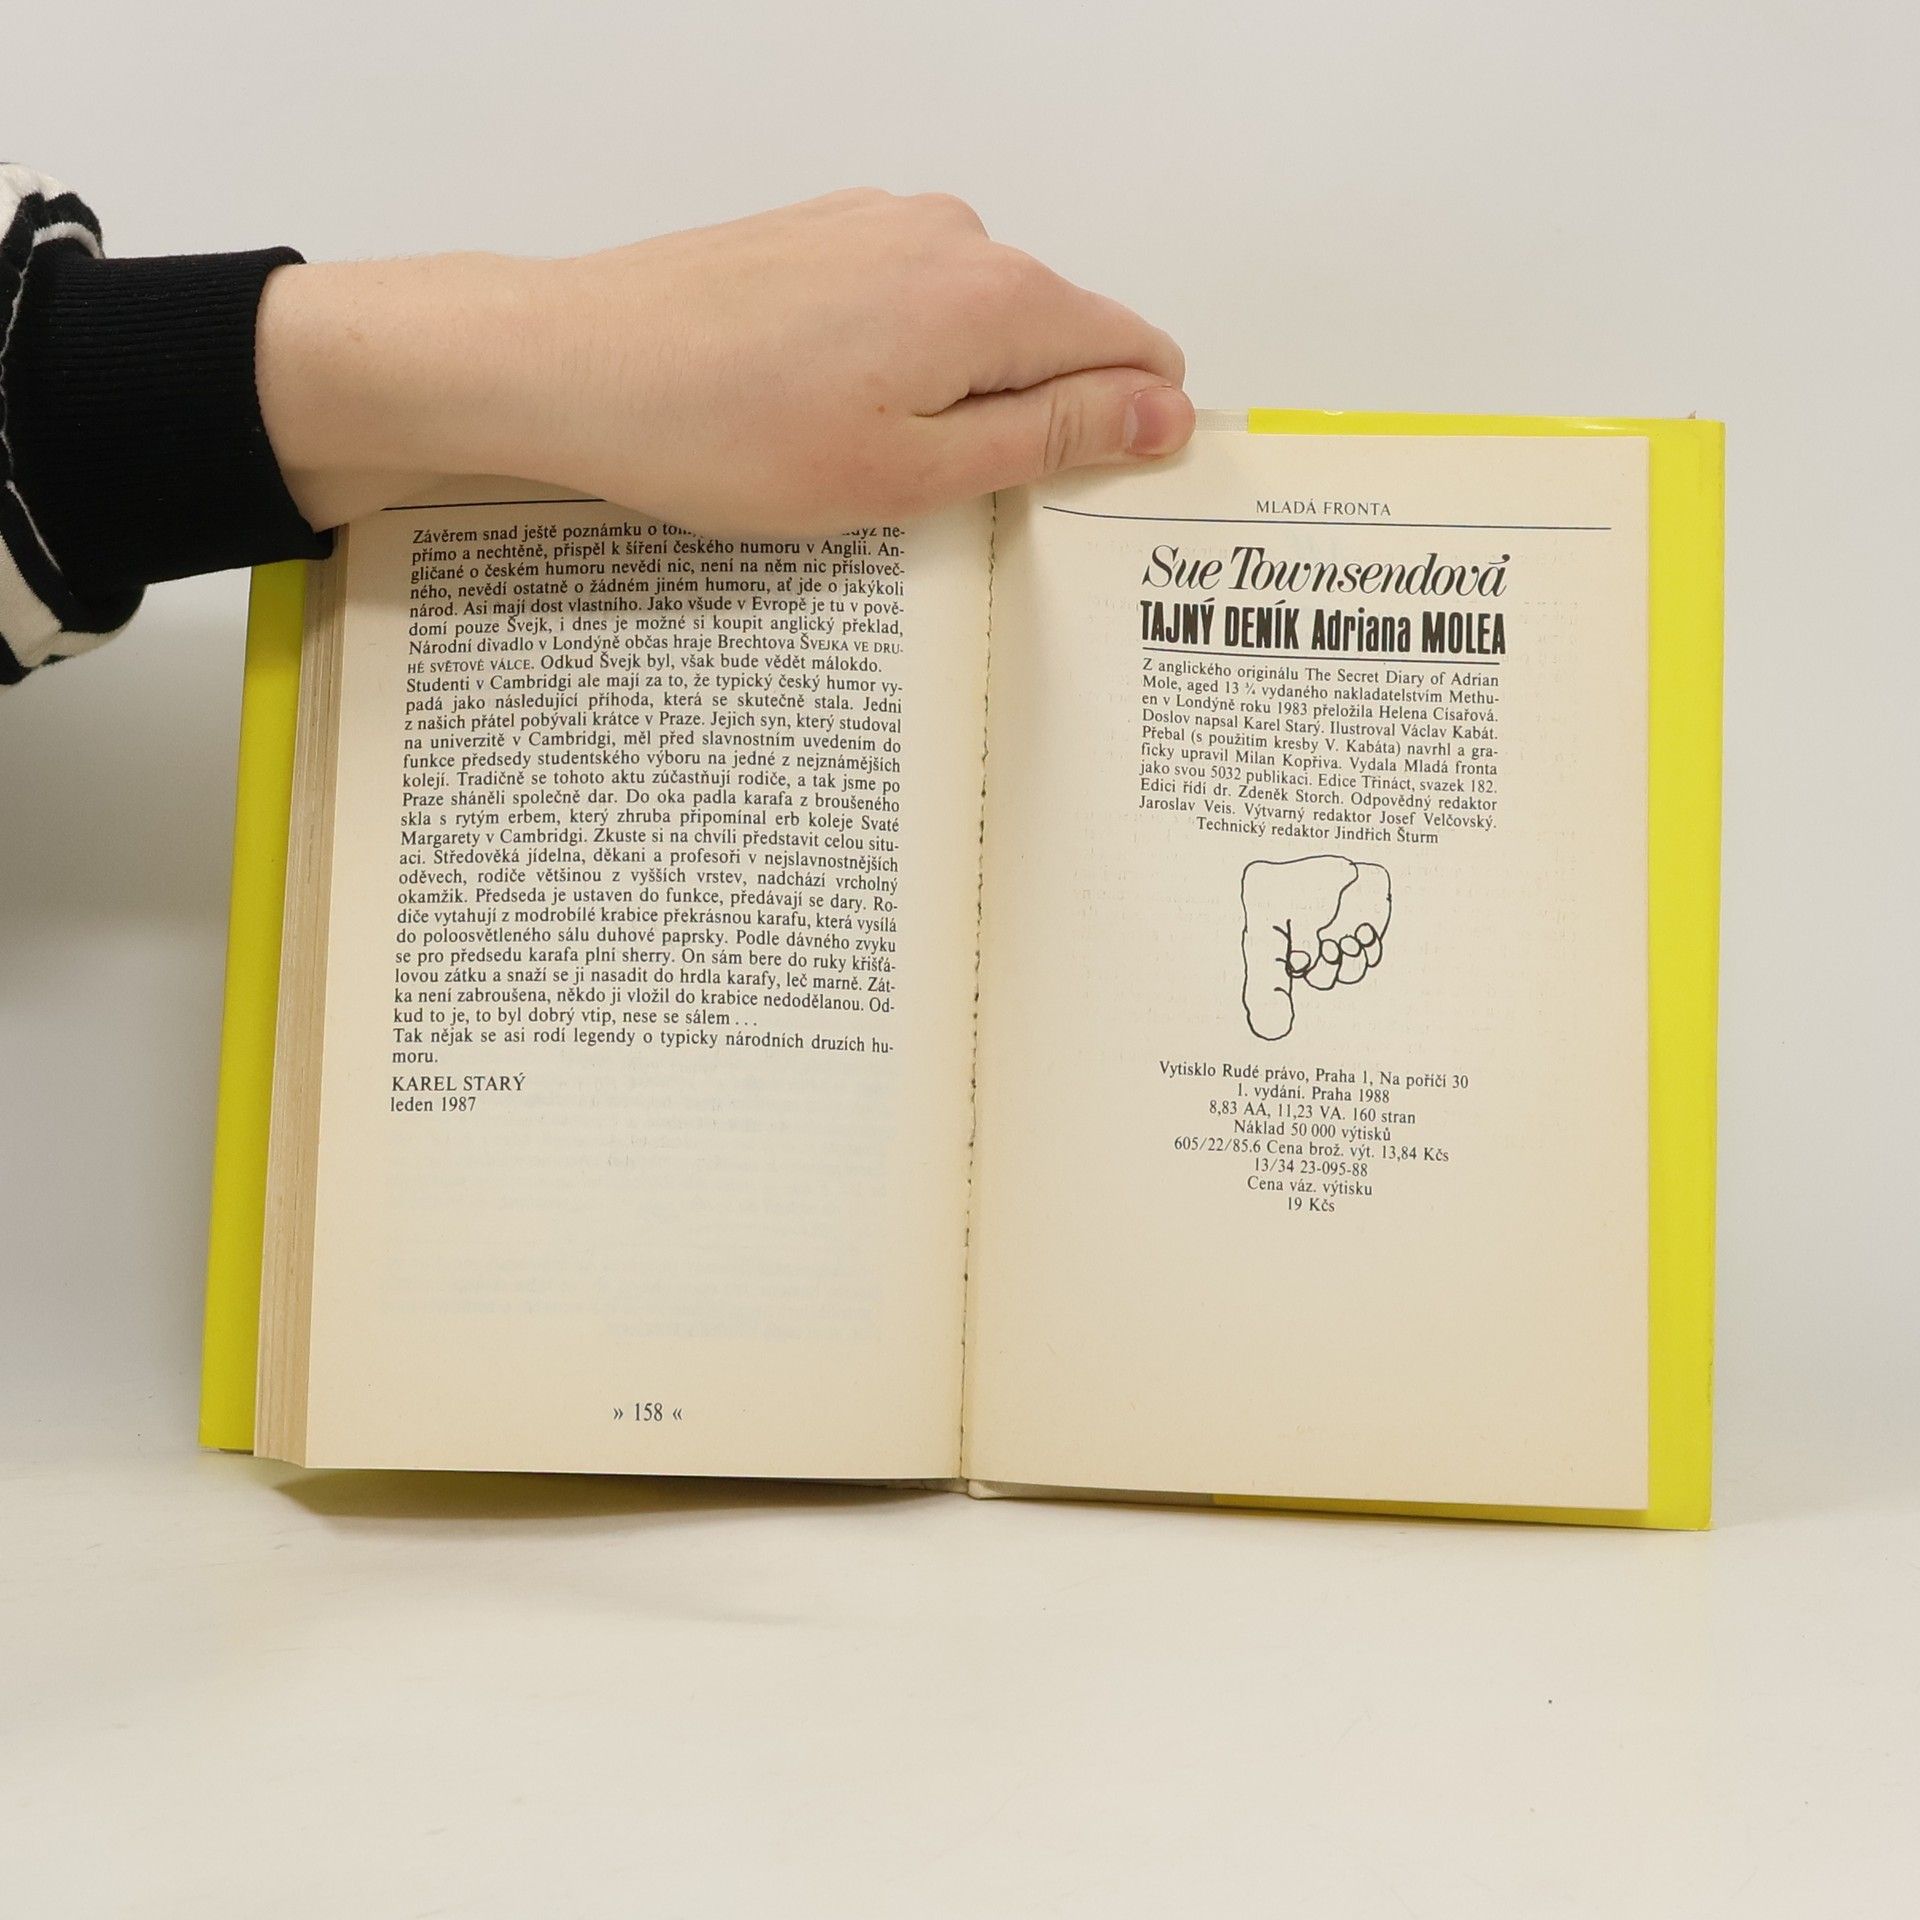 Závěrem snad ještě poznámku o
přímo a nechtěně, přispěl k šíření českého humoru v Anglii. An-
gličané o českém humoru nevědí nic, není na něm nic přísloveč-
ného, nevědí ostatně o žádném jiném humoru, ať jde o jakýkoli
národ. Asi mají dost vlastního. Jako všude v Evropě je tu v pově-
domí pouze Švejk, i dnes je možné si koupit anglický překlad,
Národní divadlo v Londýně občas hraje Brechtova ŠVEJKA VE DRU-
HÉ SVĚTOVÉ VÁLCE. Odkud Švejk byl, však bude vědět málokdo.
Studenti v Cambridgi ale mají za to, že typický český humor vy-
padá jako následující příhoda, která se skutečně stala. Jedni
z našich přátel pobývali krátce v Praze. Jejich syn, který studoval
na univerzitě v Cambridgi, měl před slavnostním uvedením do
funkce předsedy studentského výboru na jedné z nejznámějších
kolejí. Tradičně se tohoto aktu zúčastňují rodiče, a tak jsme po
Praze sháněli společně dar. Do oka padla karafa z broušeného
skla s rytým erbem, který zhruba připomínal erb koleje Svaté
Margarety v Cambridgi. Zkuste si na chvíli představit celou situ-
aci. Středověká jídelna, děkani a profesoři v nejslavnostnějších
oděvech, rodiče většinou z vyšších vrstev, nadchází vrcholný
okamžik. Předseda je ustaven do funkce, předávají se dary. Ro-
diče vytahují z modrobílé krabice překrásnou karafu, která vysílá
do poloosvětleného sálu duhové paprsky. Podle dávného zvyku
se pro předsedu karafa plní sherry. On sám bere do ruky křišťá-
lovou zátku a snaží se ji nasadit do hrdla karafy, leč marně. Zát-
ka není zabroušena, někdo ji vložil do krabice nedodělanou. Od-
kud to je, to byl dobrý vtip, nese se sálem . . .
Tak nějak se asi rodí legendy o typicky národních druzích hu-
moru.
KAREL STARÝ
leden 1987
» 158 «
MLADÁ FRONTA
Sue Townsendová
TAJNÝ DENÍK Adriana MOLEA
Z anglického originálu The Secret Diary of Adrian
Mole, aged 13 ¾ vydaného nakladatelstvím Methu-
en v Londýně roku 1983 přeložila Helena Císařová.
Doslov napsal Karel Starý. Ilustroval Václav Kabát.
Přebal (s použitím kresby V. Kabáta) navrhl a gra-
ficky upravil Milan Kopřiva. Vydala Mladá fronta
jako svou 5032 publikaci. Edice Třináct, svazek 182.
Edici řídí dr. Zdeněk Storch. Odpovědný redaktor
Jaroslav Veis. Výtvarný redaktor Josef Velčovský.
Technický redaktor Jindřich Šturm
Vytisklo Rudé právo, Praha 1, Na poříčí 30
1. vydání. Praha 1988
8,83 AA, 11,23 VA. 160 stran
Náklad 50 000 výtisků
605/22/85.6 Cena brož. výt. 13,84 Kčs
13/34 23-095-88
Cena váz. výtisku
19 Kčs